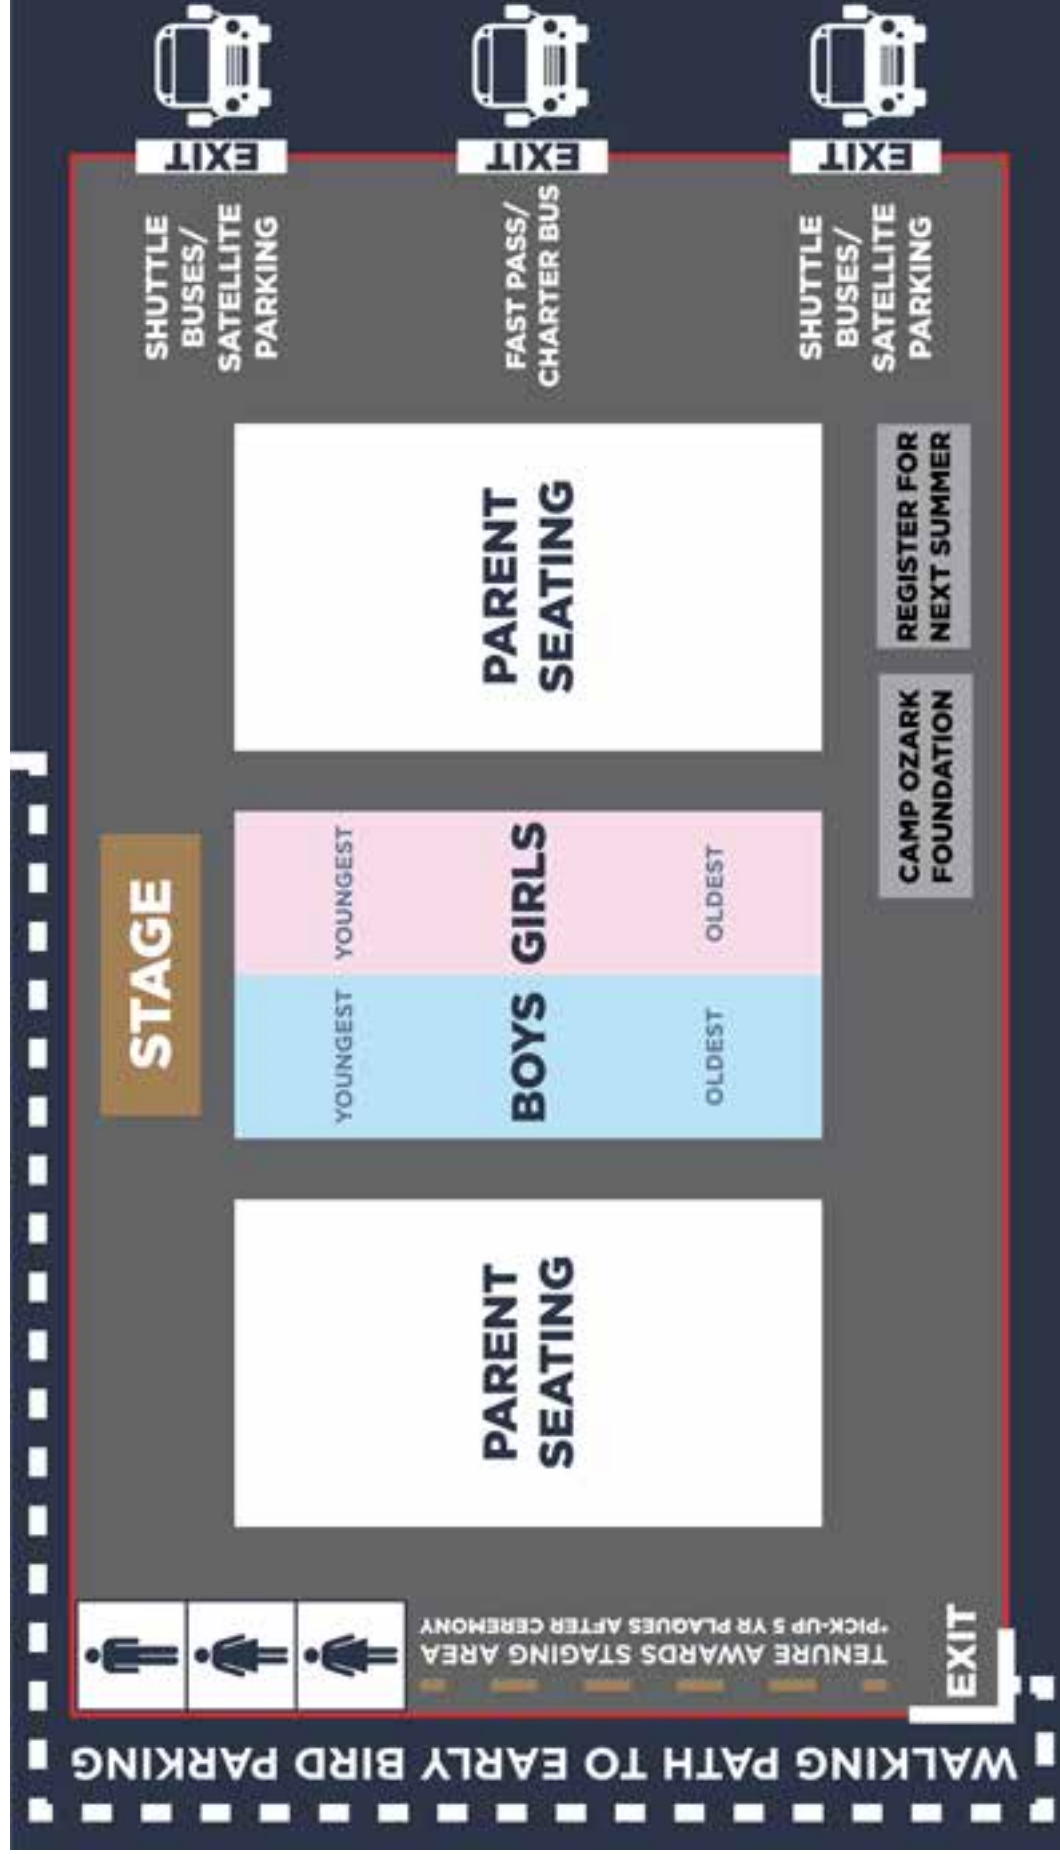 STAGE
PARENT
SEATING
YOUNGEST
BOYS
OLDEST
YOUNGEST
GIRLS
OLDEST
PARENT
SEATING
SHUTTLE
BUSES/
SATELLITE
PARKING
EXIT
FAST PASS/
CHARTER BUS
EXIT
SHUTTLE
BUSES/
SATELLITE
PARKING
EXIT
CAMP OZARK
FOUNDATION
REGISTER FOR
NEXT SUMMER
TENURE AWARDS STAGING AREA
*PICK-UP 5 YR PLAQUES AFTER CEREMONY
EXIT
WALKING PATH TO EARLY BIRD PARKING